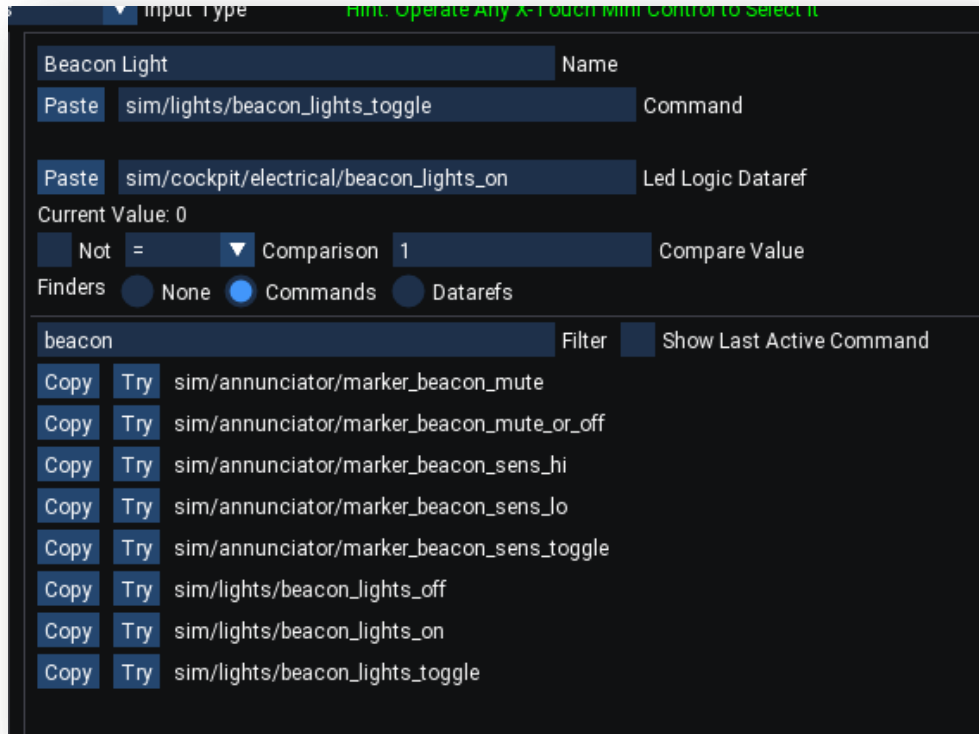 Input Type Hint: Operate Any X-Touch Mini Control to Select It
Beacon Light Name
Paste sim/lights/beacon_lights_toggle Command
Paste sim/cockpit/electrical/beacon_lights_on Led Logic Dataref
Current Value: 0
Not = Comparison 1 Compare Value
Finders None Commands Datarefs
beacon Filter Show Last Active Command
Copy Try sim/annunciator/marker_beacon_mute
Copy Try sim/annunciator/marker_beacon_mute_or_off
Copy Try sim/annunciator/marker_beacon_sens_hi
Copy Try sim/annunciator/marker_beacon_sens_lo
Copy Try sim/annunciator/marker_beacon_sens_toggle
Copy Try sim/lights/beacon_lights_off
Copy Try sim/lights/beacon_lights_on
Copy Try sim/lights/beacon_lights_toggle